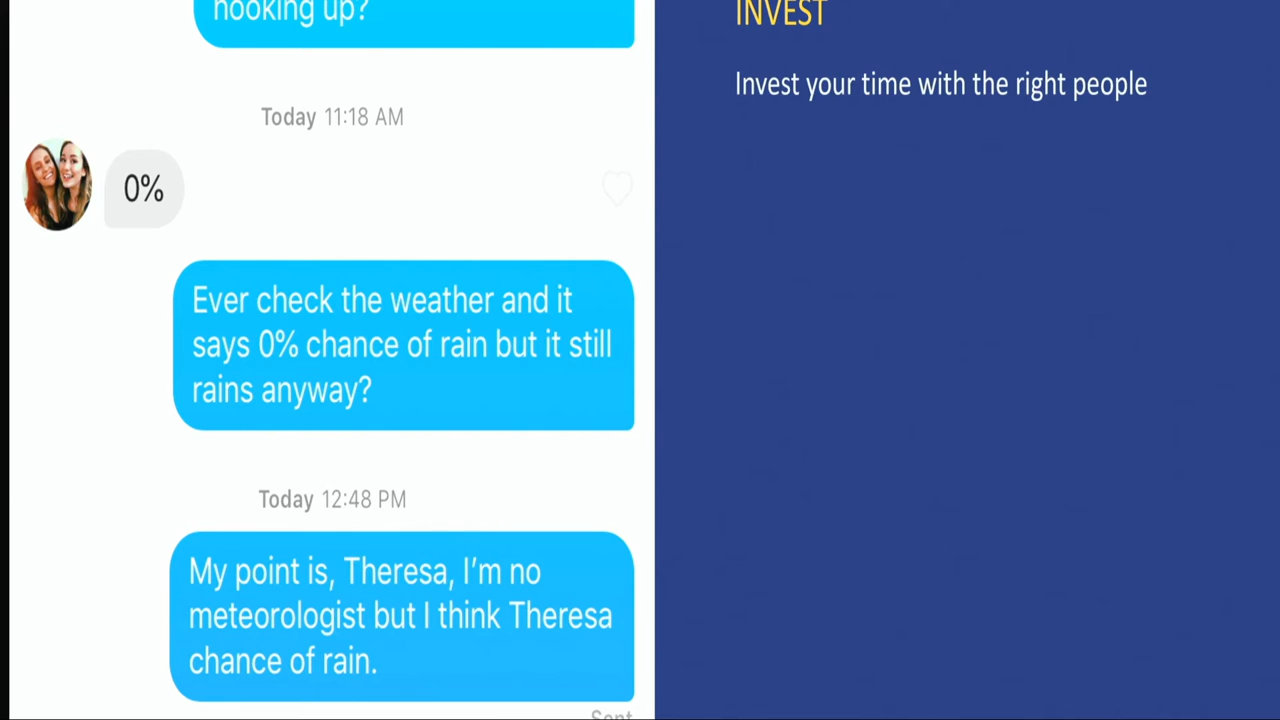 hooking up?
Today 11:18 AM
0%
Ever check the weather and it
says 0% chance of rain but it still
rains anyway?
Today 12:48 PM
My point is, Theresa, I'm no
meteorologist but I think Theresa
chance of rain.
Sent
INVEST
Invest your time with the right people